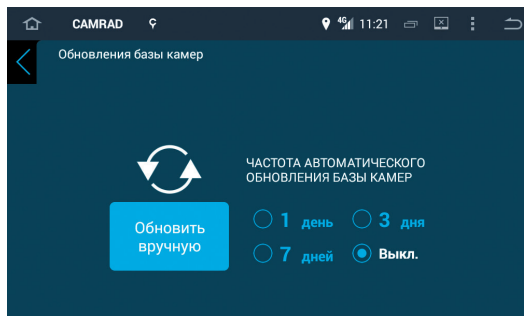 CAMRAD
4G 11:21
Обновления базы камер
ЧАСТОТА АВТОМАТИЧЕСКОГО
ОБНОВЛЕНИЯ БАЗЫ КАМЕР
Обновить
вручную
1 день 3 дня
7 дней Выкл.